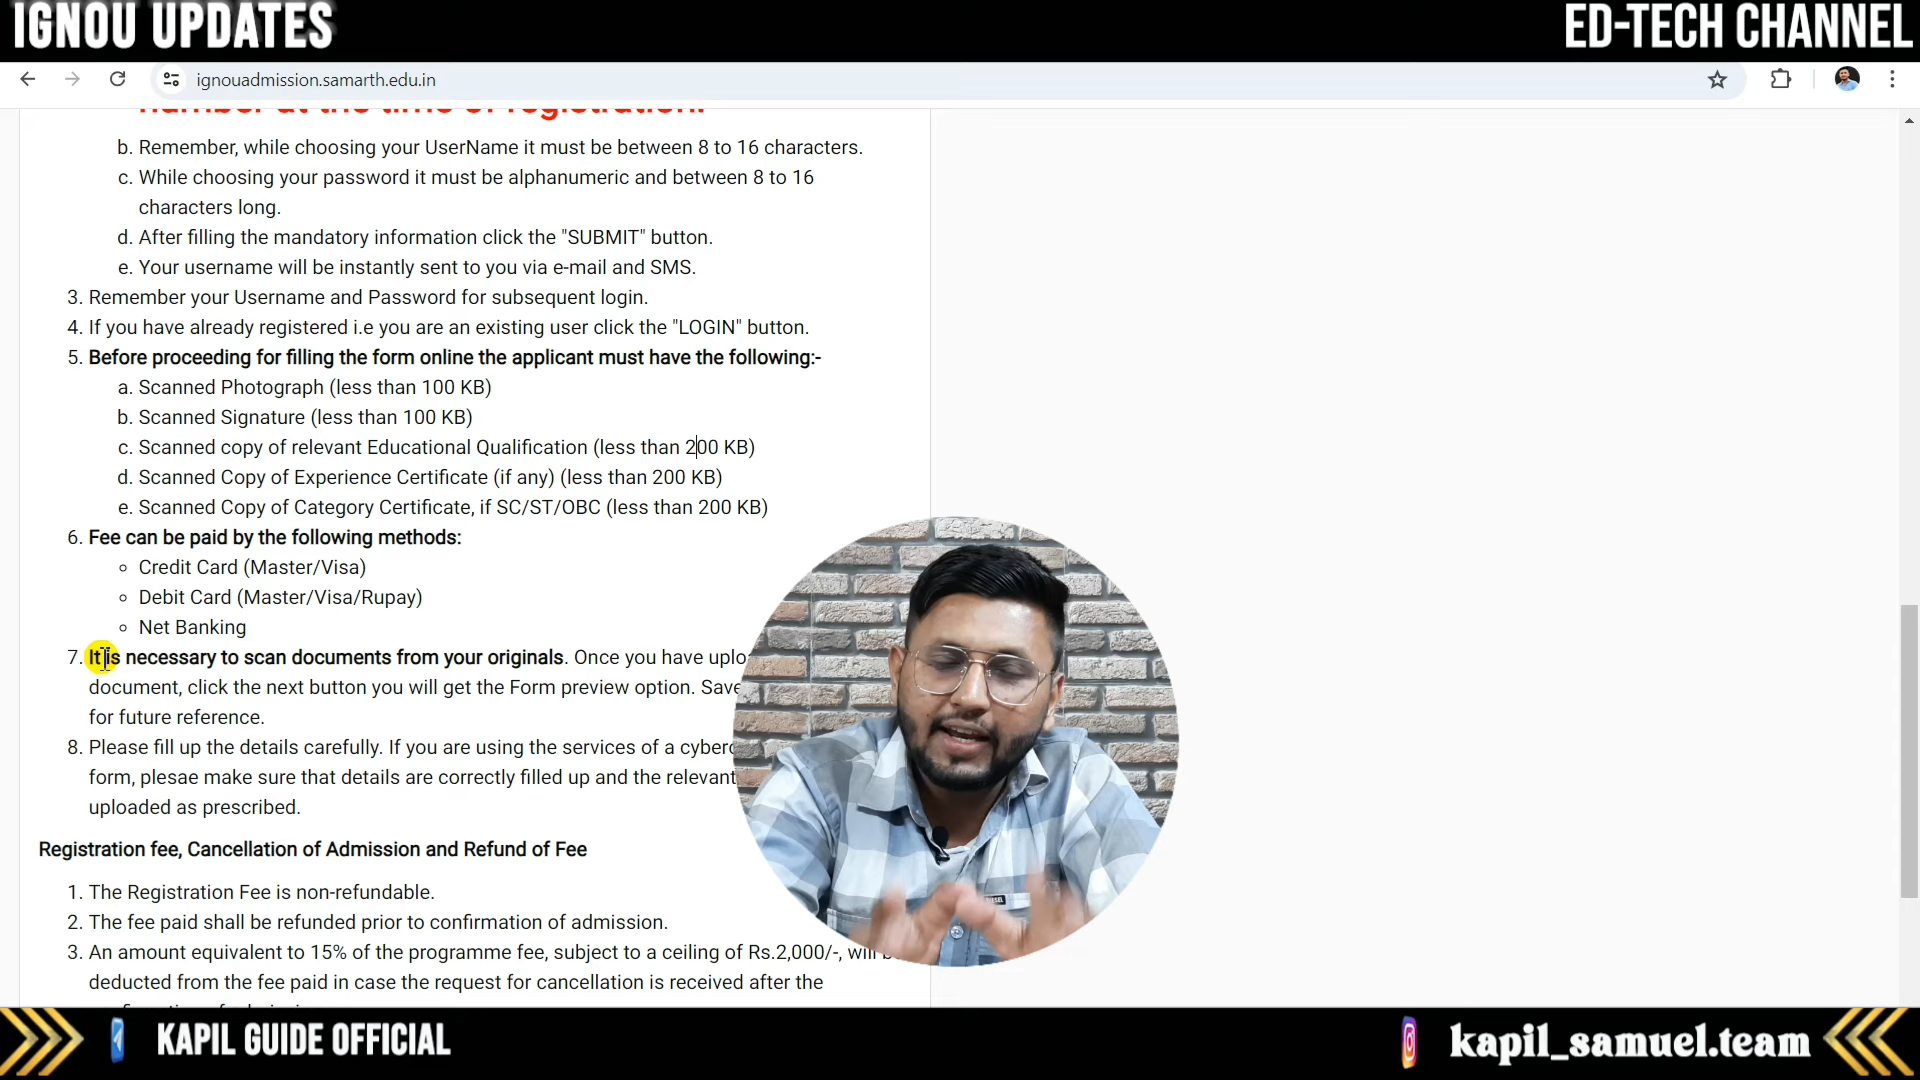 IGNOU UPDATES
ED-TECH CHANNEL
ignouadmission.samarth.edu.in
number at the time of registration.
b. Remember, while choosing your UserName it must be between 8 to 16 characters.
c. While choosing your password it must be alphanumeric and between 8 to 16
characters long.
d. After filling the mandatory information click the "SUBMIT" button.
e. Your username will be instantly sent to you via e-mail and SMS.
3. Remember your Username and Password for subsequent login.
4. If you have already registered i.e you are an existing user click the "LOGIN" button.
5. Before proceeding for filling the form online the applicant must have the following:-
a. Scanned Photograph (less than 100 KB)
b. Scanned Signature (less than 100 KB)
c. Scanned copy of relevant Educational Qualification (less than 200 KB)
d. Scanned Copy of Experience Certificate (if any) (less than 200 KB)
e. Scanned Copy of Category Certificate, if SC/ST/OBC (less than 200 KB)
6. Fee can be paid by the following methods:
Credit Card (Master/Visa)
Debit Card (Master/Visa/Rupay)
Net Banking
7. It is necessary to scan documents from your originals. Once you have uplo
document, click the next button you will get the Form preview option. Save
for future reference.
8. Please fill up the details carefully. If you are using the services of a cyber
form, plesae make sure that details are correctly filled up and the relevant
uploaded as prescribed.
Registration fee, Cancellation of Admission and Refund of Fee
1. The Registration Fee is non-refundable.
2. The fee paid shall be refunded prior to confirmation of admission.
3. An amount equivalent to 15% of the programme fee, subject to a ceiling of Rs.2,000/-, will
deducted from the fee paid in case the request for cancellation is received after the
KAPIL GUIDE OFFICIAL
kapil_samuel.team